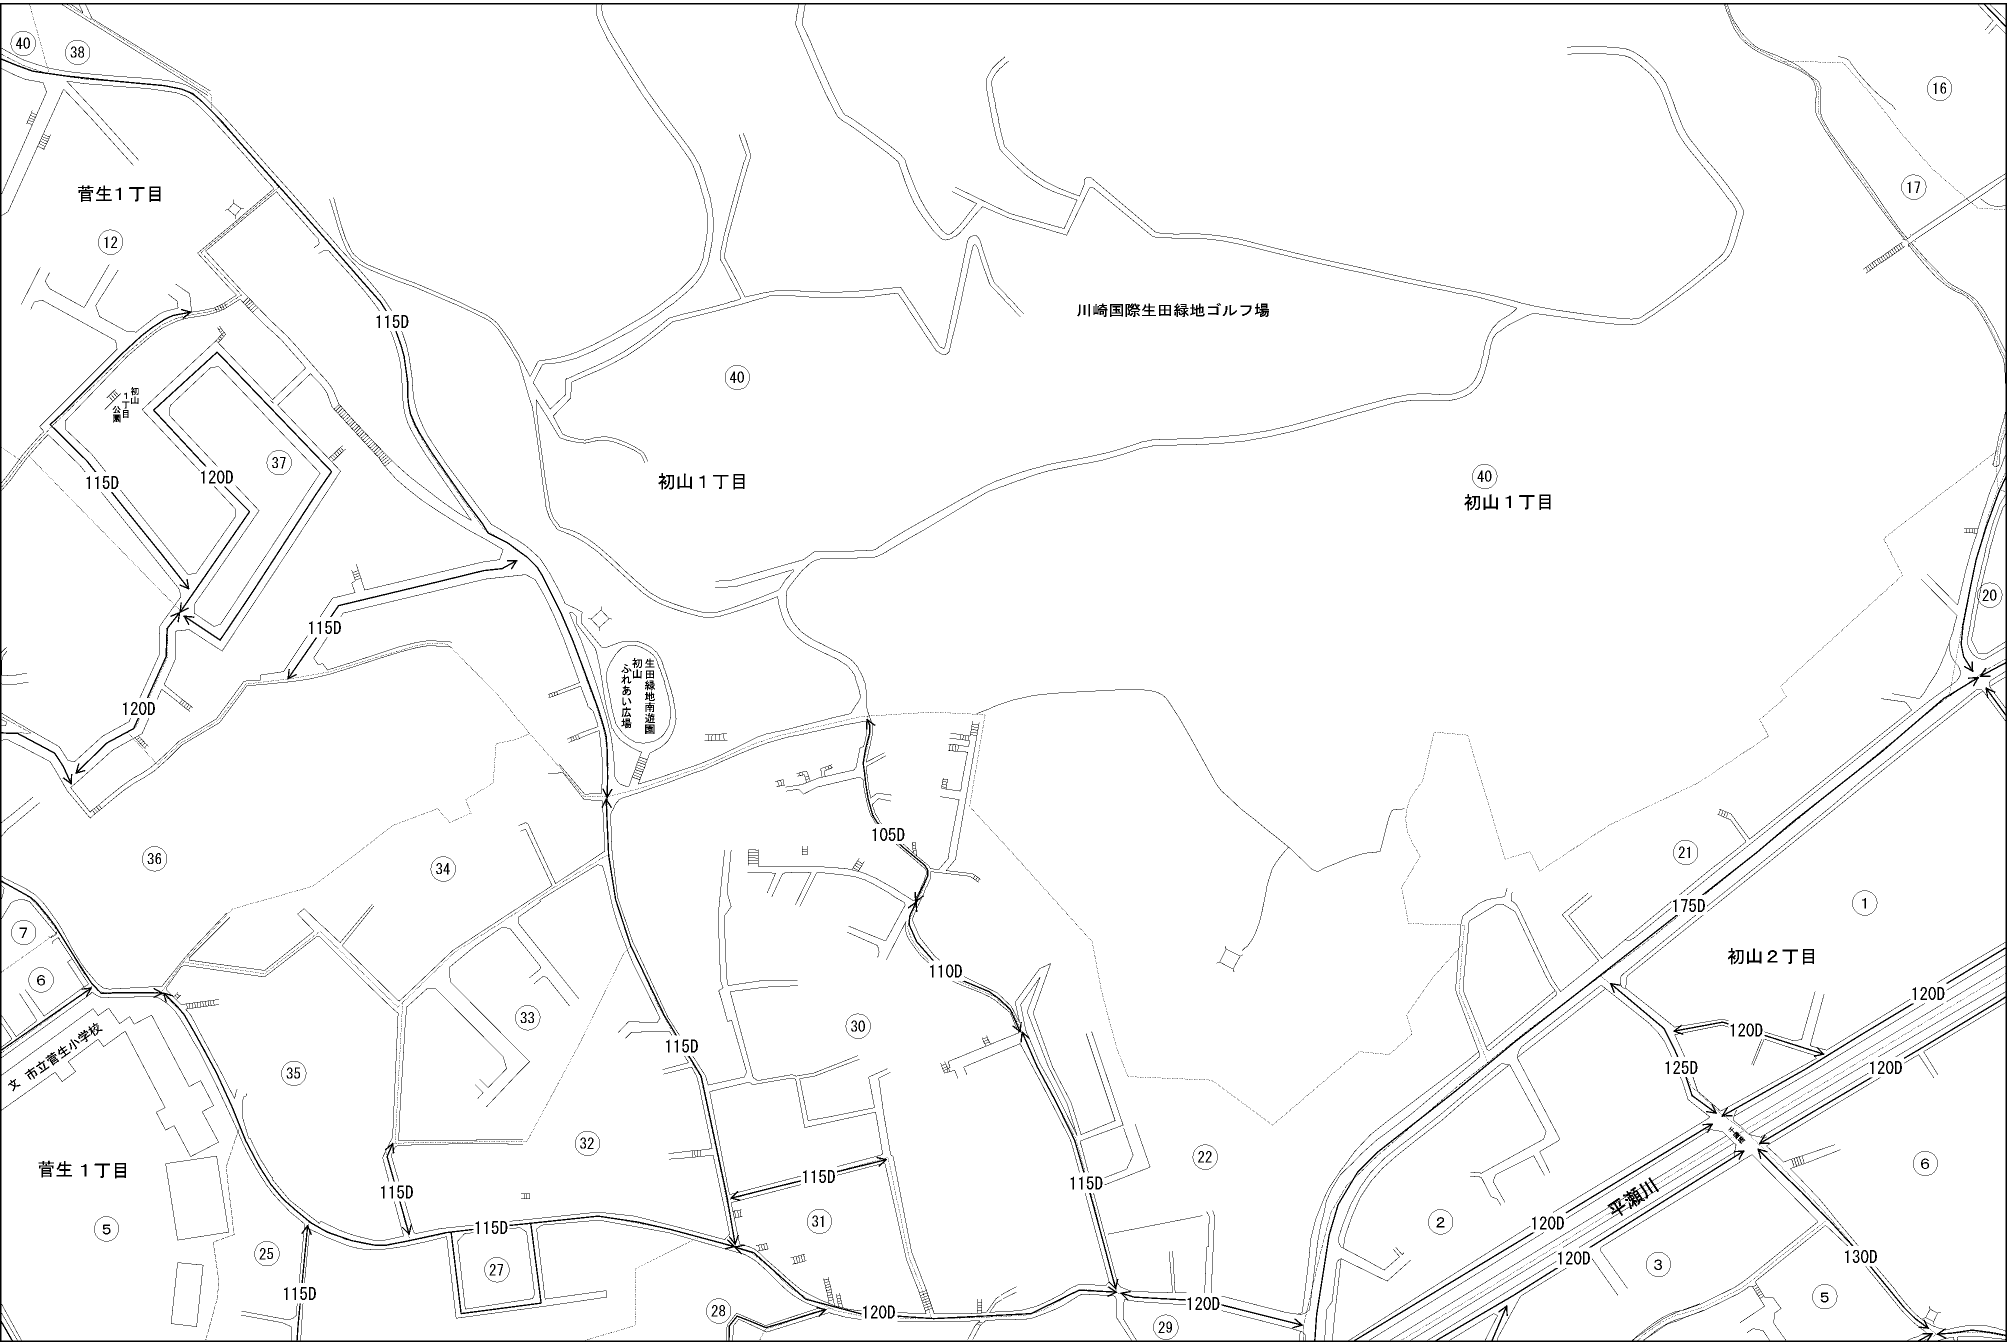 40
38
16
17
菅生１丁目
12
115D
川崎国際生田緑地ゴルフ場
40
初山
１丁目
公園
37
115D
120D
初山１丁目
40
初山１丁目
20
115D
生田緑地南遊園
初山
ふれあい広場
120D
105D
36
34
21
175D
1
7
6
110D
初山２丁目
120D
33
30
120D
文 市立菅生小学校
115D
35
125D
120D
32
22
6
菅生１丁目
115D
115D
115D
平瀬川
5
115D
31
2
120D
25
27
120D
3
130D
115D
28
120D
120D
29
5